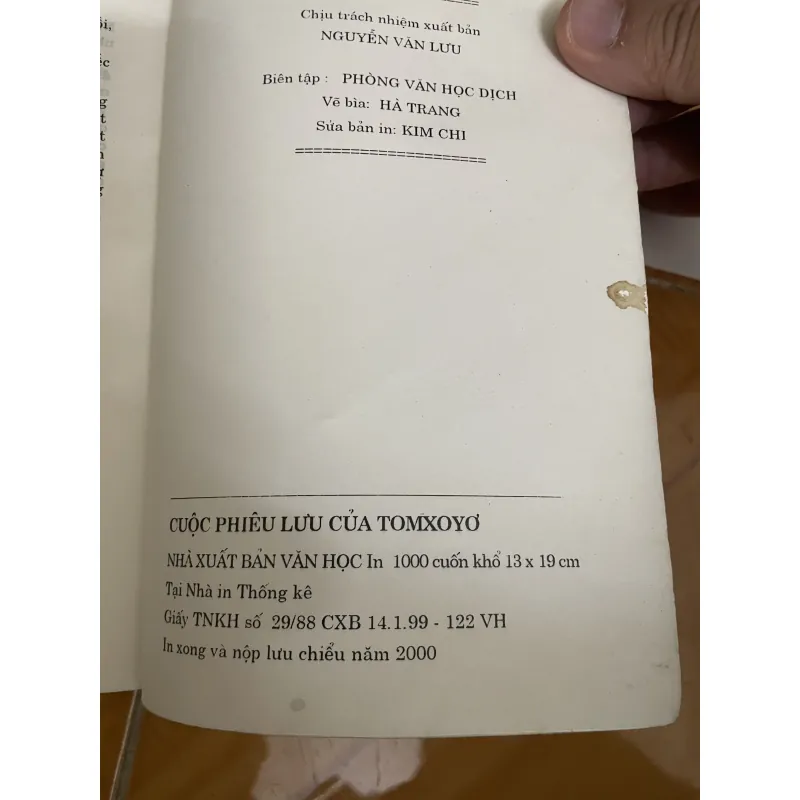 ồi,
ốc
g
t
t
n
ự
g
Chịu trách nhiệm xuất bản
NGUYỄN VĂN LƯU
Biên tập : PHÒNG VĂN HỌC DỊCH
Vẽ bìa: HÀ TRANG
Sửa bản in: KIM CHI
=====================
CUỘC PHIÊU LƯU CỦA TOMXOYƠ
NHÀ XUẤT BẢN VĂN HỌC In 1000 cuốn khổ 13 x 19 cm
Tại Nhà in Thống kê
Giấy TNKH số 29/88 CXB 14.1.99 - 122 VH
In xong và nộp lưu chiểu năm 2000